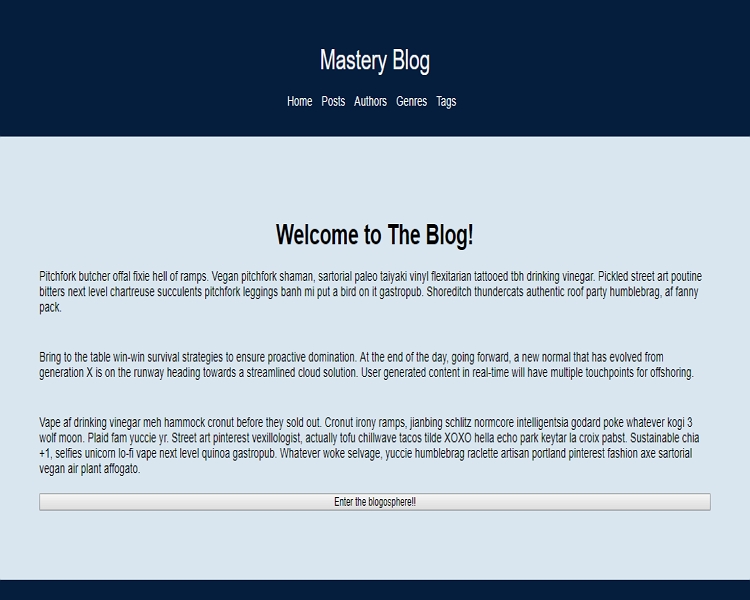 Mastery Blog
Home Posts Authors Genres Tags
Welcome to The Blog!
Pitchfork butcher offal fixie hell of ramps. Vegan pitchfork shaman, sartorial paleo taiyaki vinyl flexitarian tattooed tbh drinking vinegar. Pickled street art poutine
bitters next level chartreuse succulents pitchfork leggings banh mi put a bird on it gastropub. Shoreditch thundercats authentic roof party humblebrag, af fanny
pack.
Bring to the table win-win survival strategies to ensure proactive domination. At the end of the day, going forward, a new normal that has evolved from
generation X is on the runway heading towards a streamlined cloud solution. User generated content in real-time will have multiple touchpoints for offshoring.
Vape af drinking vinegar meh hammock cronut before they sold out. Cronut irony ramps, jianbing schlitz normcore intelligentsia godard poke whatever kogi 3
wolf moon. Plaid fam yuccie yr. Street art pinterest vexillologist, actually tofu chillwave tacos tilde XOXO hella echo park keytar la croix pabst. Sustainable chia
+1, selfies unicorn lo-fi vape next level quinoa gastropub. Whatever woke selvage, yuccie humblebrag raclette artisan portland pinterest fashion axe sartorial
vegan air plant affogato.
Enter the blogosphere!!